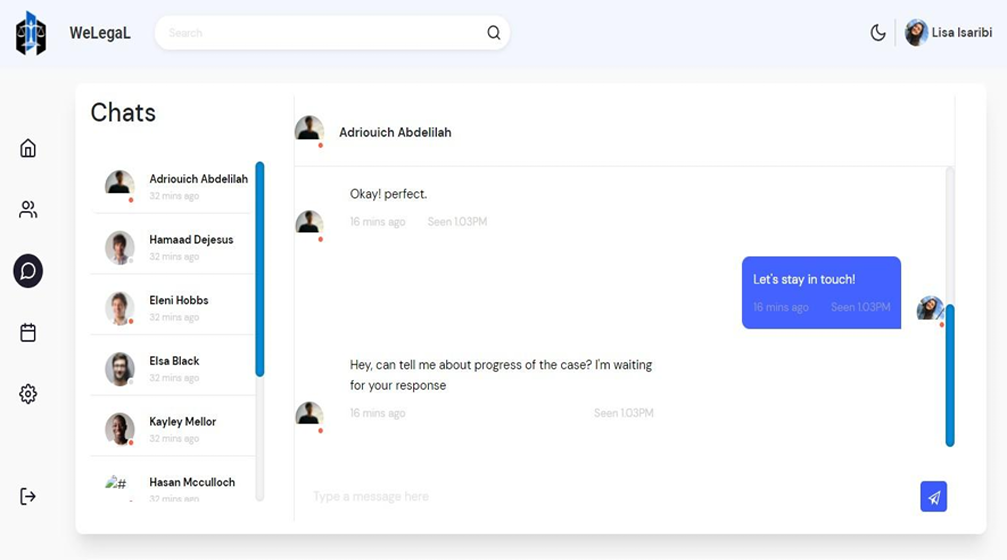 WeLegaL
Search
Lisa Isaribi
Chats
Adriouich Abdelilah
32 mins ago
Hamaad Dejesus
32 mins ago
Eleni Hobbs
32 mins ago
Elsa Black
32 mins ago
Kayley Mellor
32 mins ago
#
Hasan Mcculloch
32 mins ago
Adriouich Abdelilah
Okay! perfect.
16 mins ago Seen 1.03PM
Let's stay in touch!
16 mins ago Seen 1.03PM
Hey, can tell me about progress of the case? I'm waiting
for your response
16 mins ago Seen 1.03PM
Type a message here